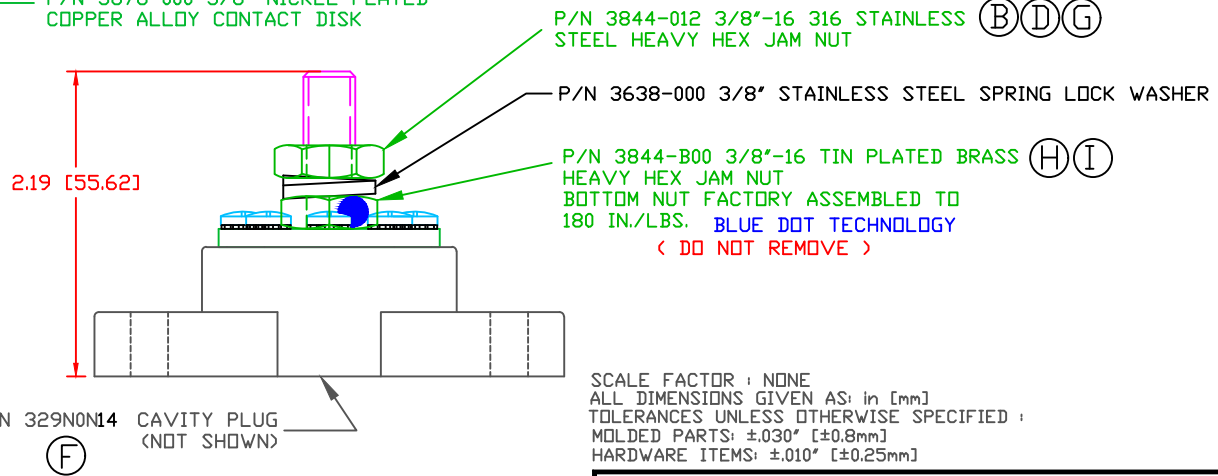 COPPER ALLOY CONTACT DISK
P/N 3844-012 3/8"-16 316 STAINLESS
STEEL HEAVY HEX JAM NUT
B D G
P/N 3638-000 3/8" STAINLESS STEEL SPRING LOCK WASHER
2.19 [55.62]
P/N 3844-B00 3/8"-16 TIN PLATED BRASS
HEAVY HEX JAM NUT
H I
BOTTOM NUT FACTORY ASSEMBLED TO
180 IN./LBS. BLUE DOT TECHNOLOGY
( DO NOT REMOVE )
N 329N0N14 CAVITY PLUG
(NOT SHOWN)
F
SCALE FACTOR : NONE
ALL DIMENSIONS GIVEN AS: in [mm]
TOLERANCES UNLESS OTHERWISE SPECIFIED :
MOLDED PARTS: ±.030" [±0.8mm]
HARDWARE ITEMS: ±.010" [±0.25mm]